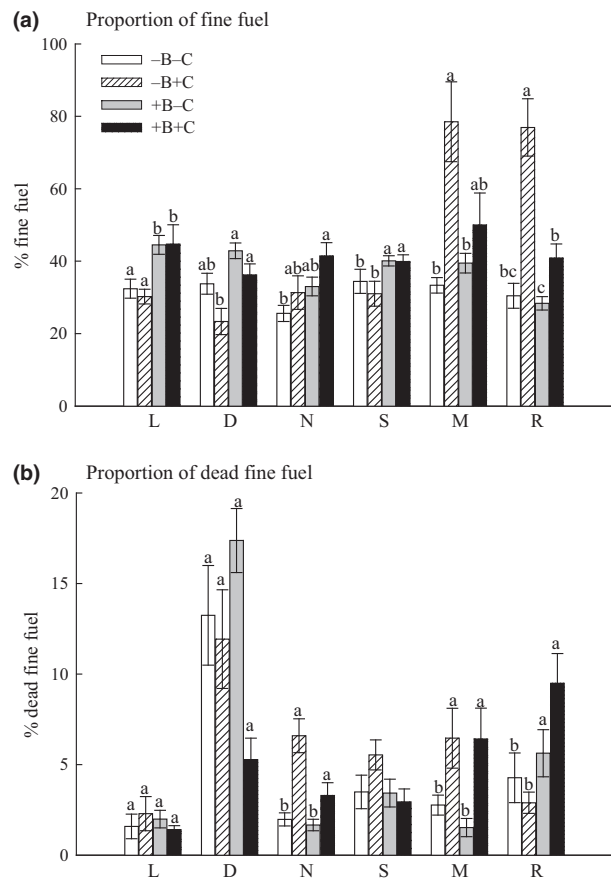 (a) Proportion of fine fuel
–B–C
–B+C
+B–C
+B+C
100
80
60
40
20
0
% fine fuel
a a b b
ab b a a
b ab ab a
b b a a
b a b ab
bc a c b
L D N S M R
(b) Proportion of dead fine fuel
20
15
10
5
0
% dead fine fuel
a a a a
a a a a
b a b a
a a a a
b a b a
b b a a
L D N S M R